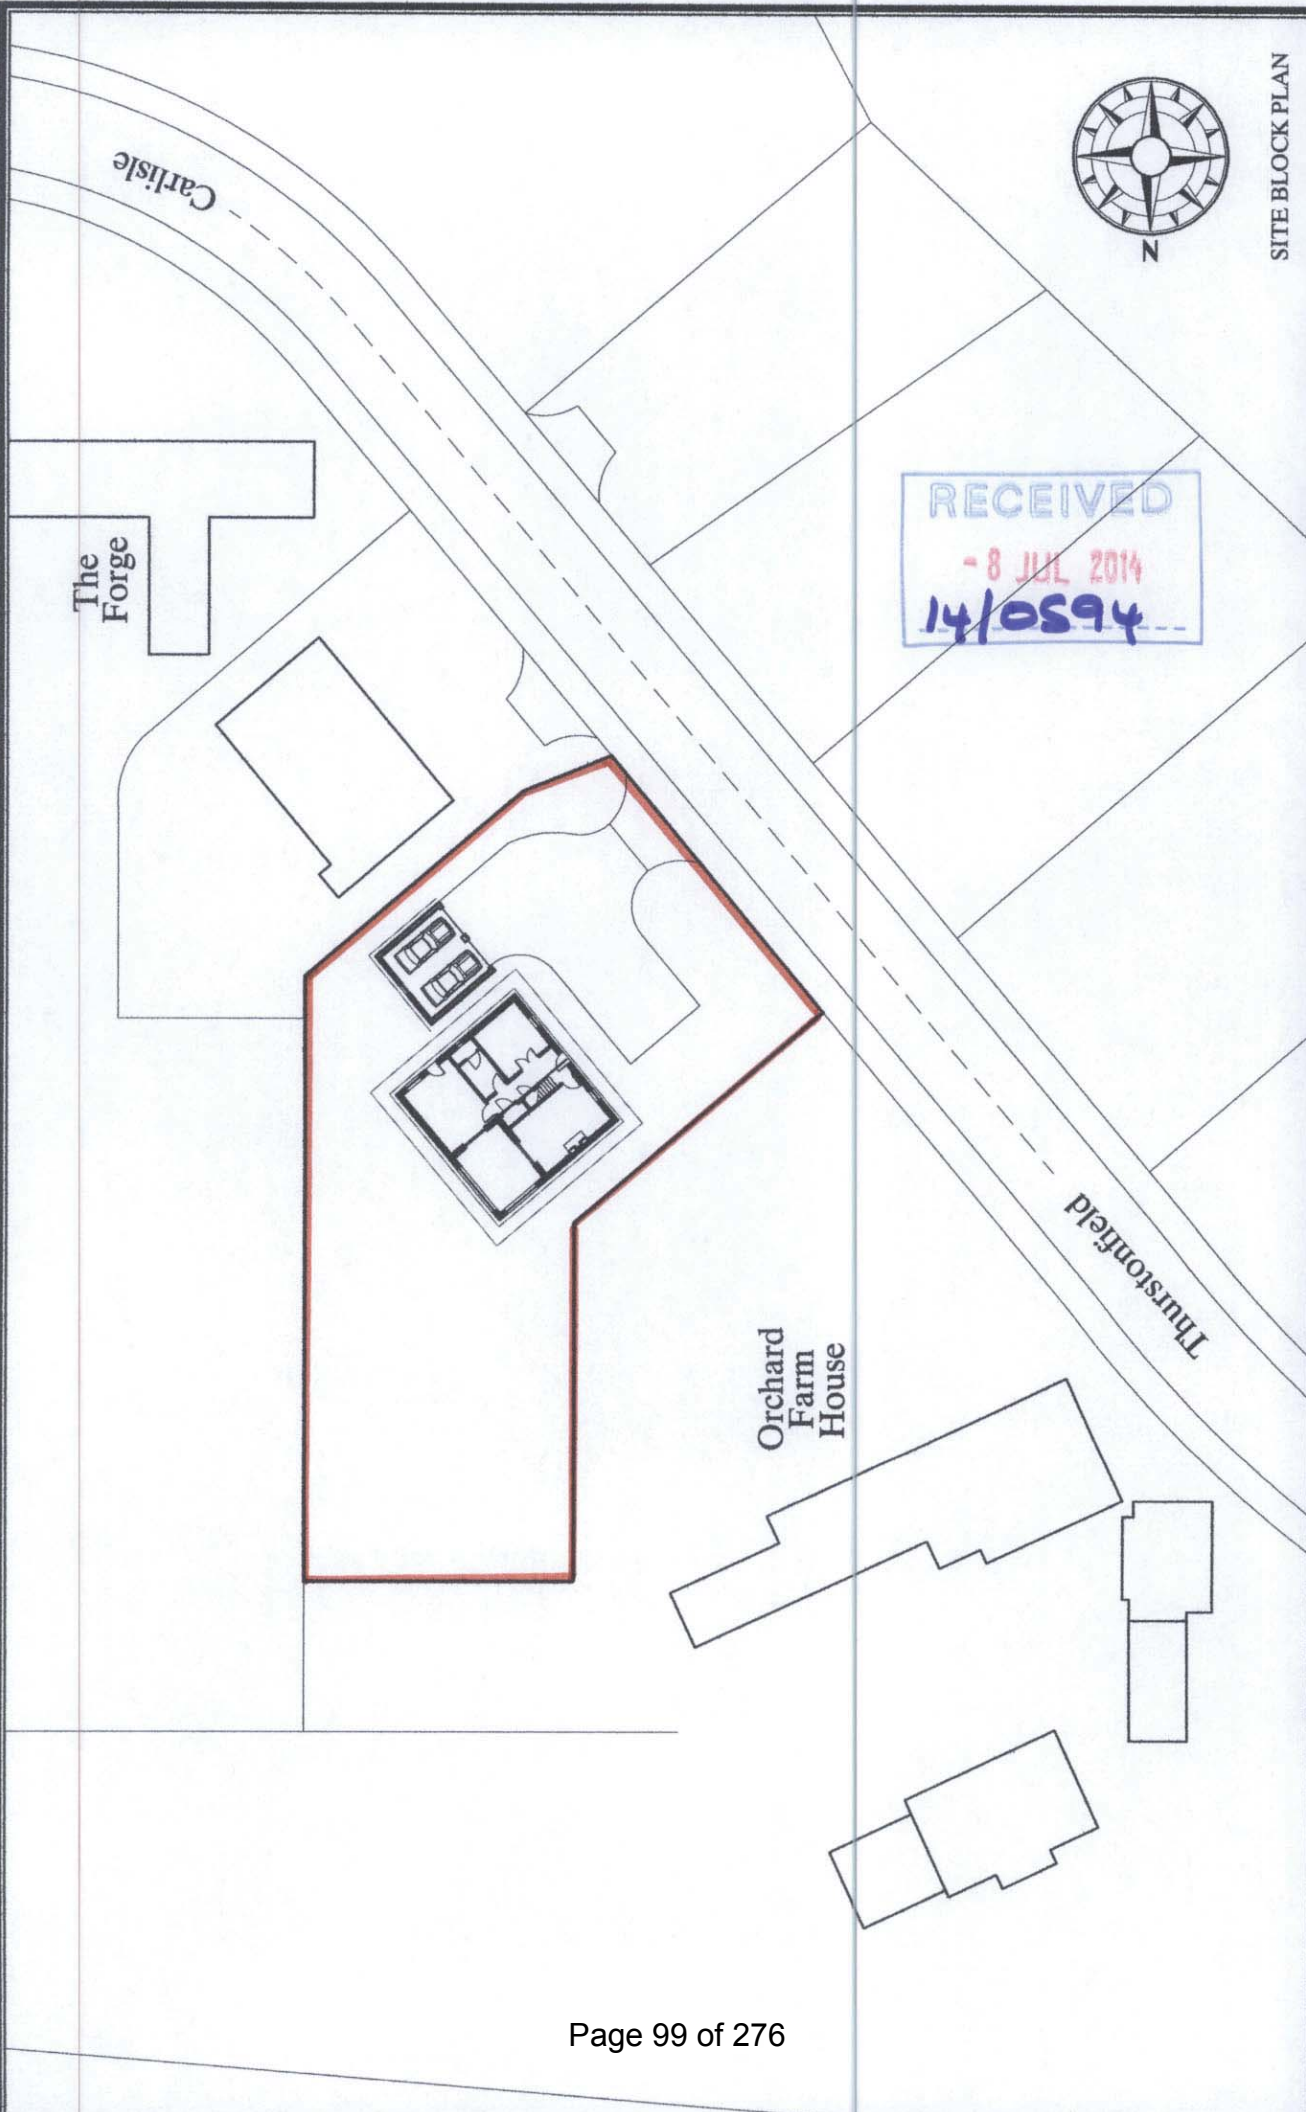 SITE BLOCK PLAN
N
Carlisle
RECEIVED
- 8 JUL 2014
14/0594
The
Forge
Thurstonfield
Orchard
Farm
House
Page 99 of 276